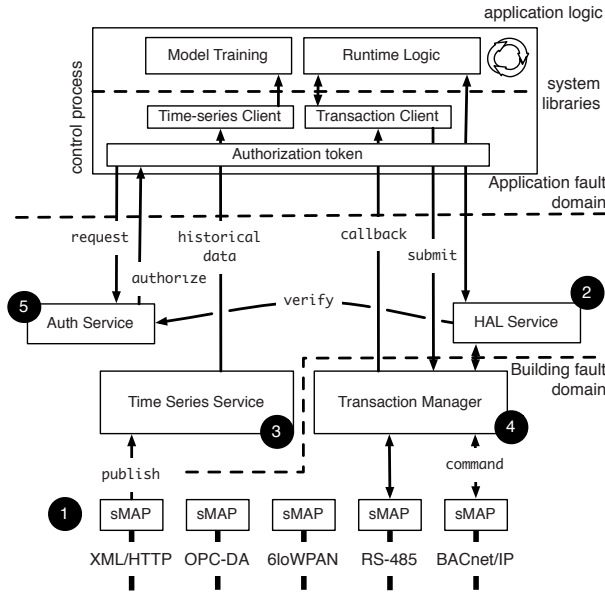 application logic
Model Training
Runtime Logic
control process
system
libraries
Time-series Client
Transaction Client
Authorization token
Application fault
domain
request
historical
data
callback
authorize
submit
5
Auth Service
verify
2
HAL Service
Building fault
domain
Time Series Service
3
Transaction Manager
4
publish
command
1
sMAP
sMAP
sMAP
sMAP
sMAP
XML/HTTP
OPC-DA
6loWPAN
RS-485
BACnet/IP